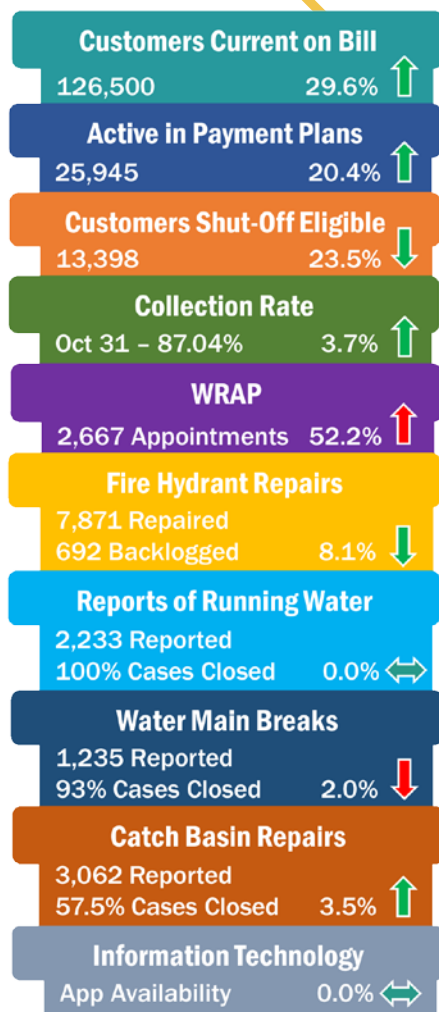 Customers Current on Bill
126,500 29.6%
Active in Payment Plans
25,945 20.4%
Customers Shut-Off Eligible
13,398 23.5%
Collection Rate
Oct 31 – 87.04% 3.7%
WRAP
2,667 Appointments 52.2%
Fire Hydrant Repairs
7,871 Repaired
692 Backlogged 8.1%
Reports of Running Water
2,233 Reported
100% Cases Closed 0.0%
Water Main Breaks
1,235 Reported
93% Cases Closed 2.0%
Catch Basin Repairs
3,062 Reported
57.5% Cases Closed 3.5%
Information Technology
App Availability 0.0%